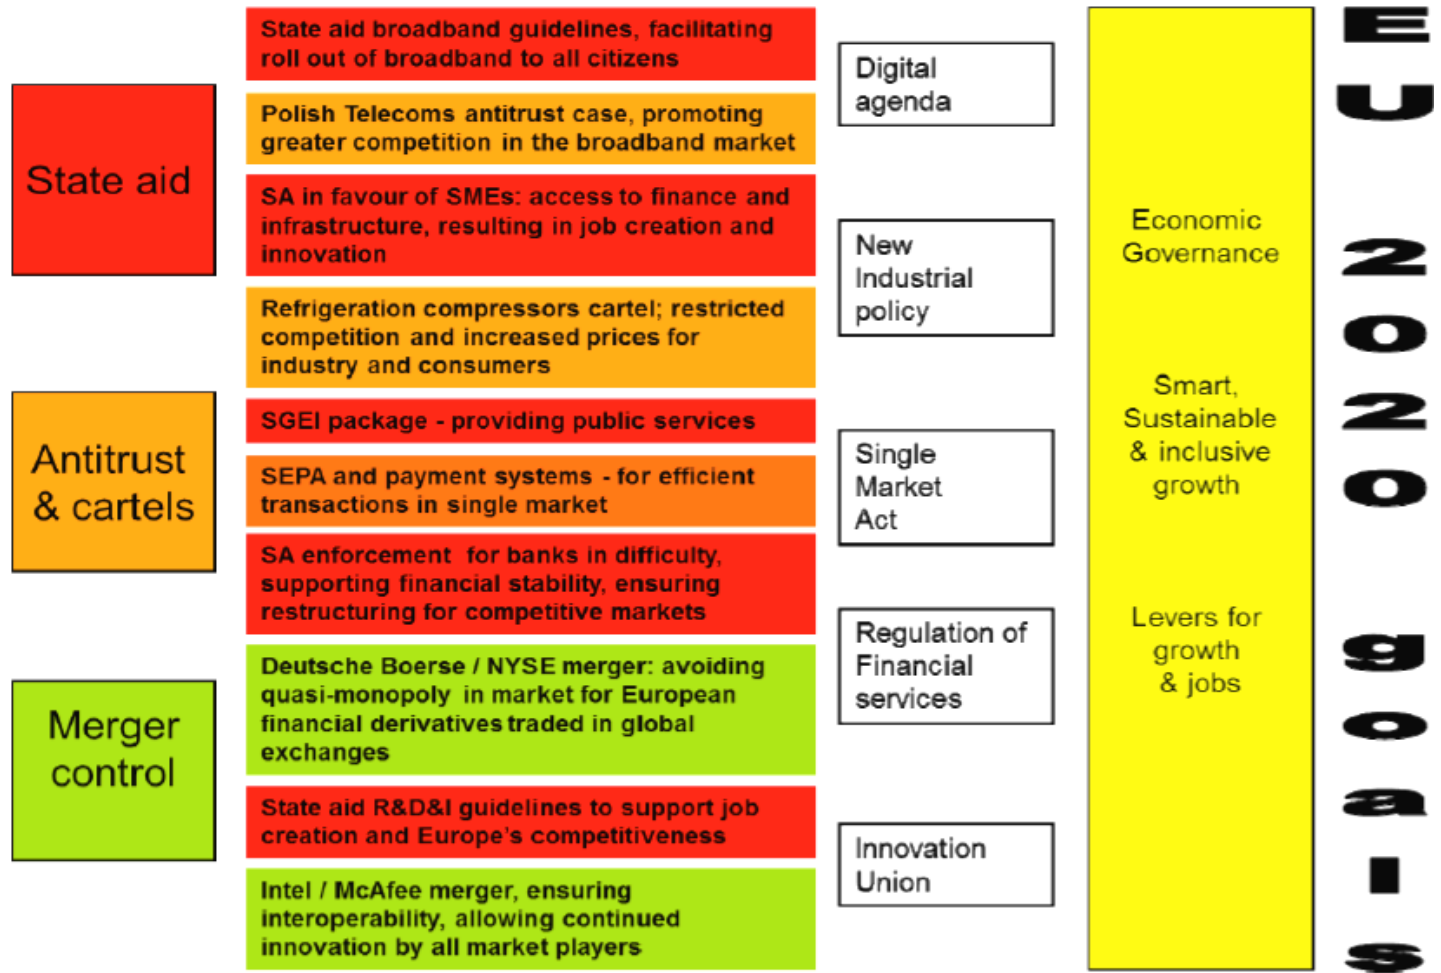 State aid
Antitrust
& cartels
Merger
control
State aid broadband guidelines, facilitating
roll out of broadband to all citizens
Polish Telecoms antitrust case, promoting
greater competition in the broadband market
SA in favour of SMEs: access to finance and
infrastructure, resulting in job creation and
innovation
Refrigeration compressors cartel; restricted
competition and increased prices for
industry and consumers
SGEI package - providing public services
SEPA and payment systems - for efficient
transactions in single market
SA enforcement for banks in difficulty,
supporting financial stability, ensuring
restructuring for competitive markets
Deutsche Boerse / NYSE merger: avoiding
quasi-monopoly in market for European
financial derivatives traded in global
exchanges
State aid R&D&I guidelines to support job
creation and Europe's competitiveness
Intel / McAfee merger, ensuring
interoperability, allowing continued
innovation by all market players
Digital
agenda
New
Industrial
policy
Single
Market
Act
Regulation of
Financial
services
Innovation
Union
Economic
Governance
Smart,
Sustainable
& inclusive
growth
Levers for
growth
& jobs
EU 2020 goals